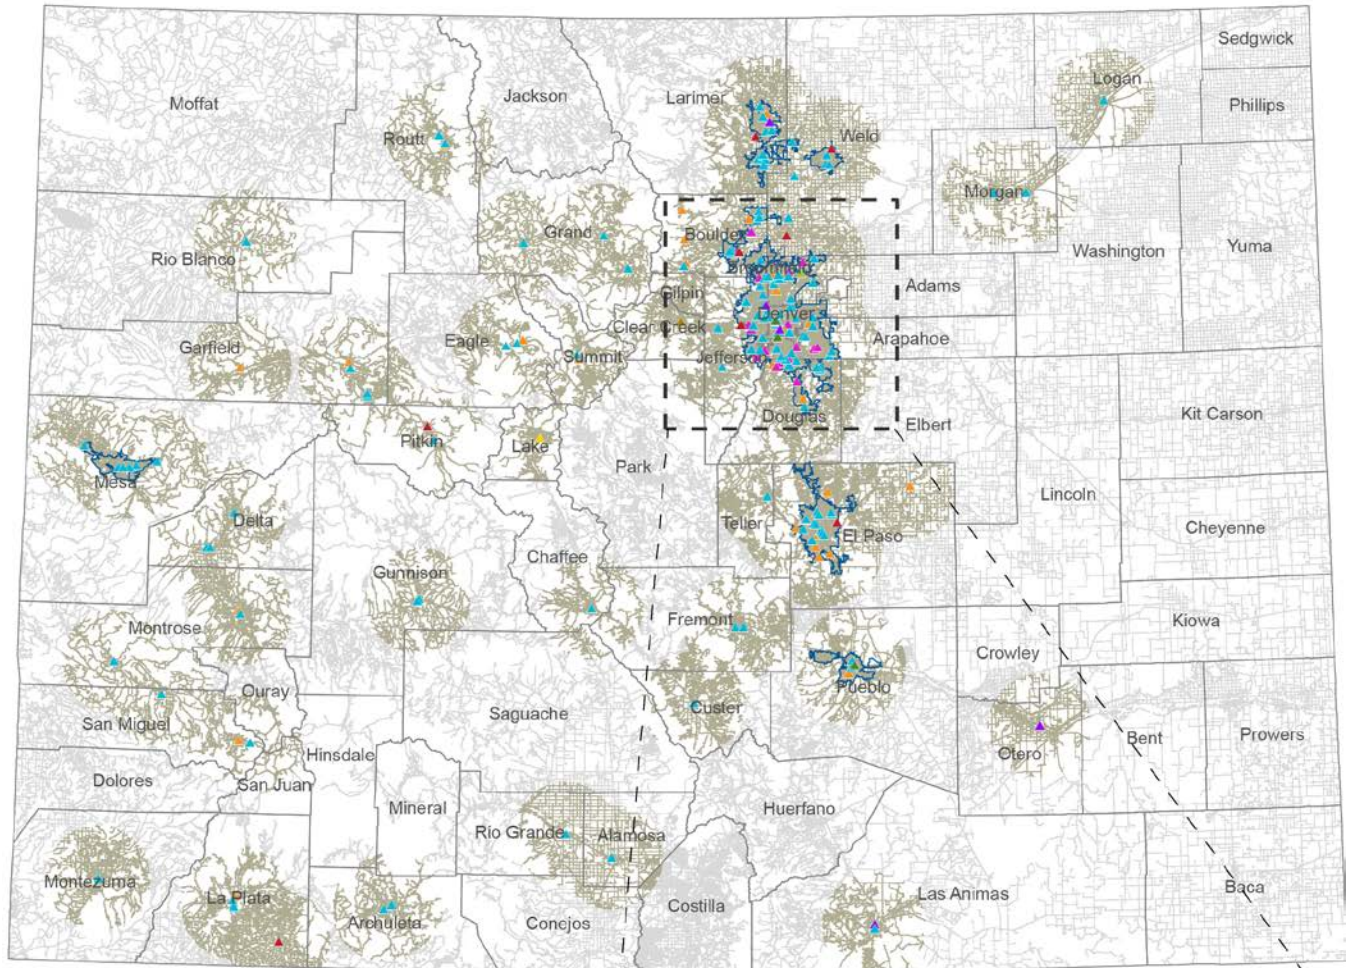 Sedgwick
Logan
Moffat
Jackson
Larimer
Phillips
Routt
Weld
Morgan
Grand
Boulder
Washington
Yuma
Rio Blanco
Broomfield
Adams
Gilpin
Denver
Clear Creek
Eagle
Arapahoe
Garfield
Summit
Jefferson
Kit Carson
Douglas
Elbert
Pitkin
Lake
Park
Mesa
Lincoln
Delta
Teller
Cheyenne
El Paso
Chaffee
Gunnison
Fremont
Kiowa
Montrose
Crowley
Ouray
Pueblo
Custer
Saguache
San Miguel
Prowers
Bent
Hinsdale
Otero
Dolores
San Juan
Mineral
Huerfano
Rio Grande
Alamosa
Montezuma
Baca
La Plata
Las Animas
Costilla
Archuleta
Conejos